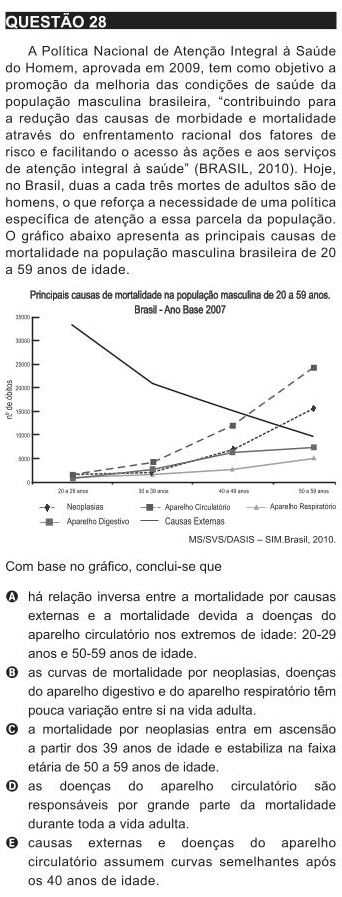 QUESTÃO 28
A Política Nacional de Atenção Integral à Saúde
do Homem, aprovada em 2009, tem como objetivo a
promoção da melhoria das condições de saúde da
população masculina brasileira, “contribuindo para
a redução das causas de morbidade e mortalidade
através do enfrentamento racional dos fatores de
risco e facilitando o acesso às ações e aos serviços
de atenção integral à saúde” (BRASIL, 2010). Hoje,
no Brasil, duas a cada três mortes de adultos são de
homens, o que reforça a necessidade de uma política
específica de atenção a essa parcela da população.
O gráfico abaixo apresenta as principais causas de
mortalidade na população masculina brasileira de 20
a 59 anos de idade.
Principais causas de mortalidade na população masculina de 20 a 59 anos.
Brasil - Ano Base 2007
nº de óbitos
35000
30000
25000
20000
15000
10000
5000
0
20 a 29 anos 30 a 39 anos 40 a 49 anos 50 a 59 anos
Neoplasias Aparelho Circulatório Aparelho Respiratório
Aparelho Digestivo Causas Externas
MS/SVS/DASIS – SIM.Brasil, 2010.
Com base no gráfico, conclui-se que
A há relação inversa entre a mortalidade por causas
externas e a mortalidade devida a doenças do
aparelho circulatório nos extremos de idade: 20-29
anos e 50-59 anos de idade.
B as curvas de mortalidade por neoplasias, doenças
do aparelho digestivo e do aparelho respiratório têm
pouca variação entre si na vida adulta.
C a mortalidade por neoplasias entra em ascensão
a partir dos 39 anos de idade e estabiliza na faixa
etária de 50 a 59 anos de idade.
D as doenças do aparelho circulatório são
responsáveis por grande parte da mortalidade
durante toda a vida adulta.
E causas externas e doenças do aparelho
circulatório assumem curvas semelhantes após
os 40 anos de idade.